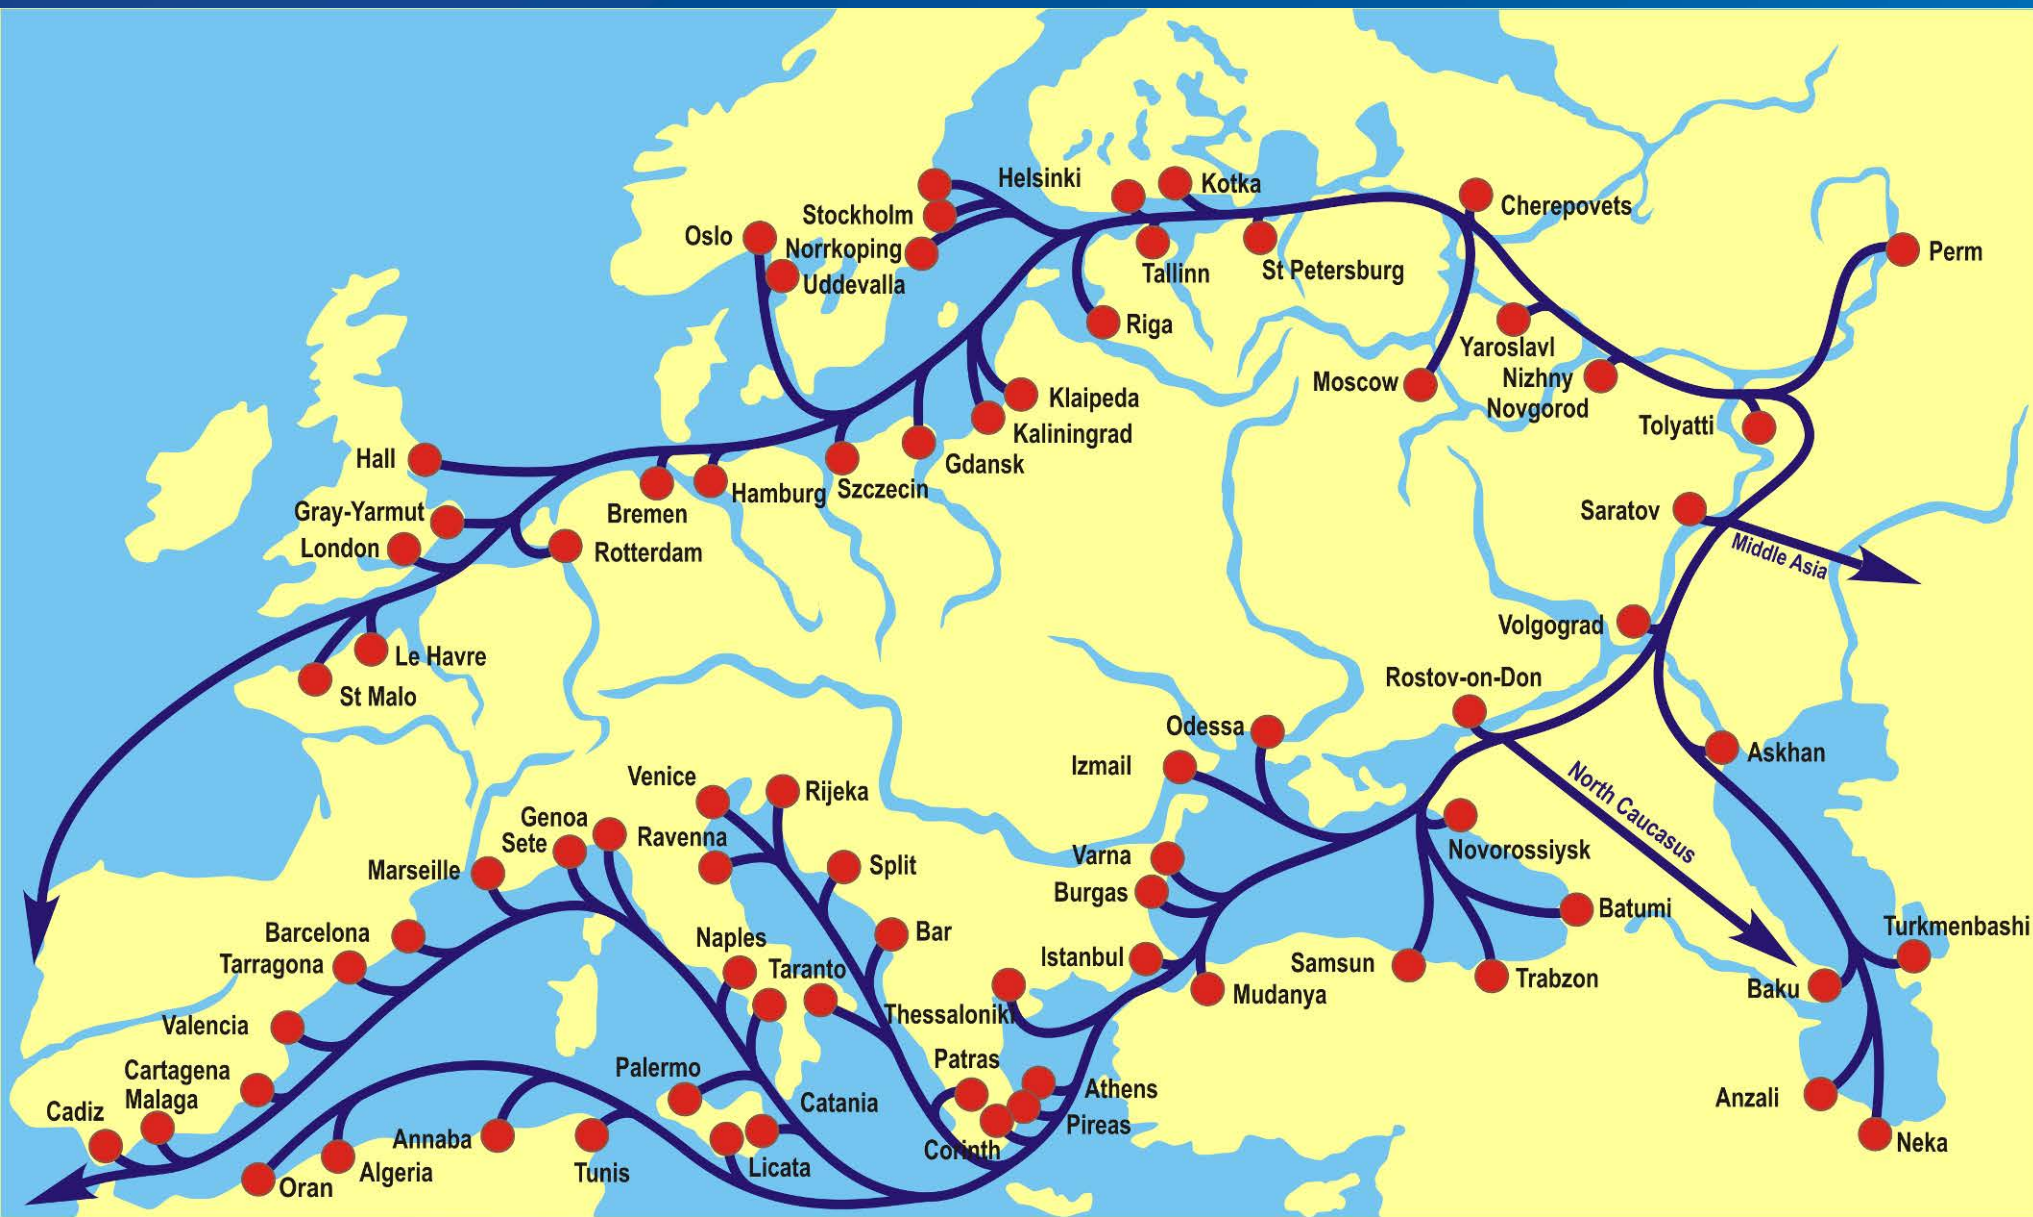 Helsinki
Kotka
Stockholm
Cherepovets
Oslo
Norrkoping
Perm
Uddevalla
Tallinn
St Petersburg
Riga
Yaroslavl
Moscow
Nizhny
Novgorod
Klaipeda
Tolyatti
Kaliningrad
Hall
Gdansk
Hamburg
Szczecin
Bremen
Gray-Yarmut
Saratov
London
Rotterdam
Middle Asia
Volgograd
Le Havre
Rostov-on-Don
St Malo
Odessa
Askhan
Izmail
Venice
Rijeka
North Caucasus
Genoa
Sete
Ravenna
Marseille
Split
Varna
Novorossiysk
Burgas
Batumi
Barcelona
Bar
Turkmenbashi
Naples
Tarragona
Taranto
Istanbul
Samsun
Trabzon
Baku
Mudanya
Valencia
Thessaloniki
Patras
Palermo
Cartagena
Malaga
Athens
Anzali
Cadiz
Catania
Pireas
Annaba
Corinth
Neka
Algeria
Tunis
Licata
Oran